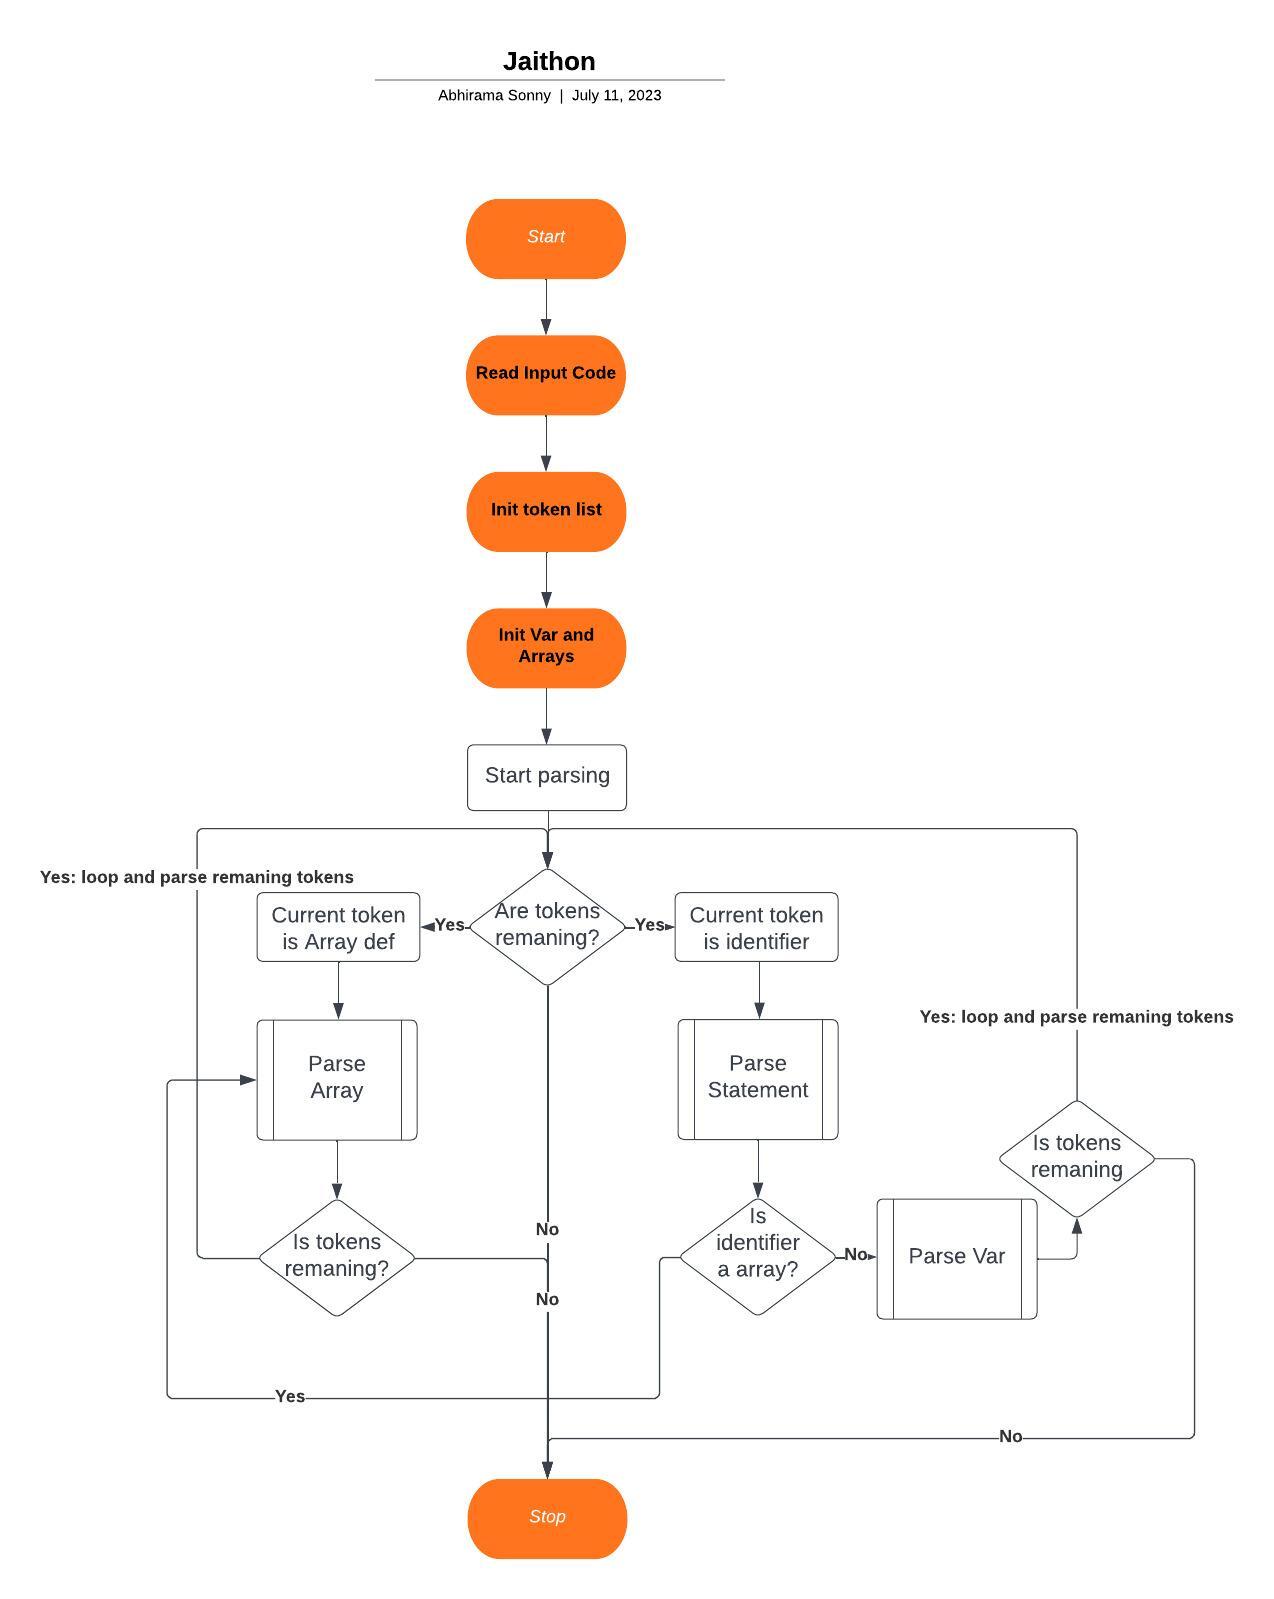 Jaithon
Abhirama Sonny | July 11, 2023
Start
Read Input Code
Init token list
Init Var and
Arrays
Start parsing
Yes: loop and parse remaning tokens
Current token
is Array def
Yes
Are tokens
remaning?
Yes
Current token
is identifier
Yes: loop and parse remaning tokens
Parse
Array
Parse
Statement
Is tokens
remaning
Is tokens
remaning?
No
No
Is
identifier
a array?
No
Parse Var
Yes
No
Stop